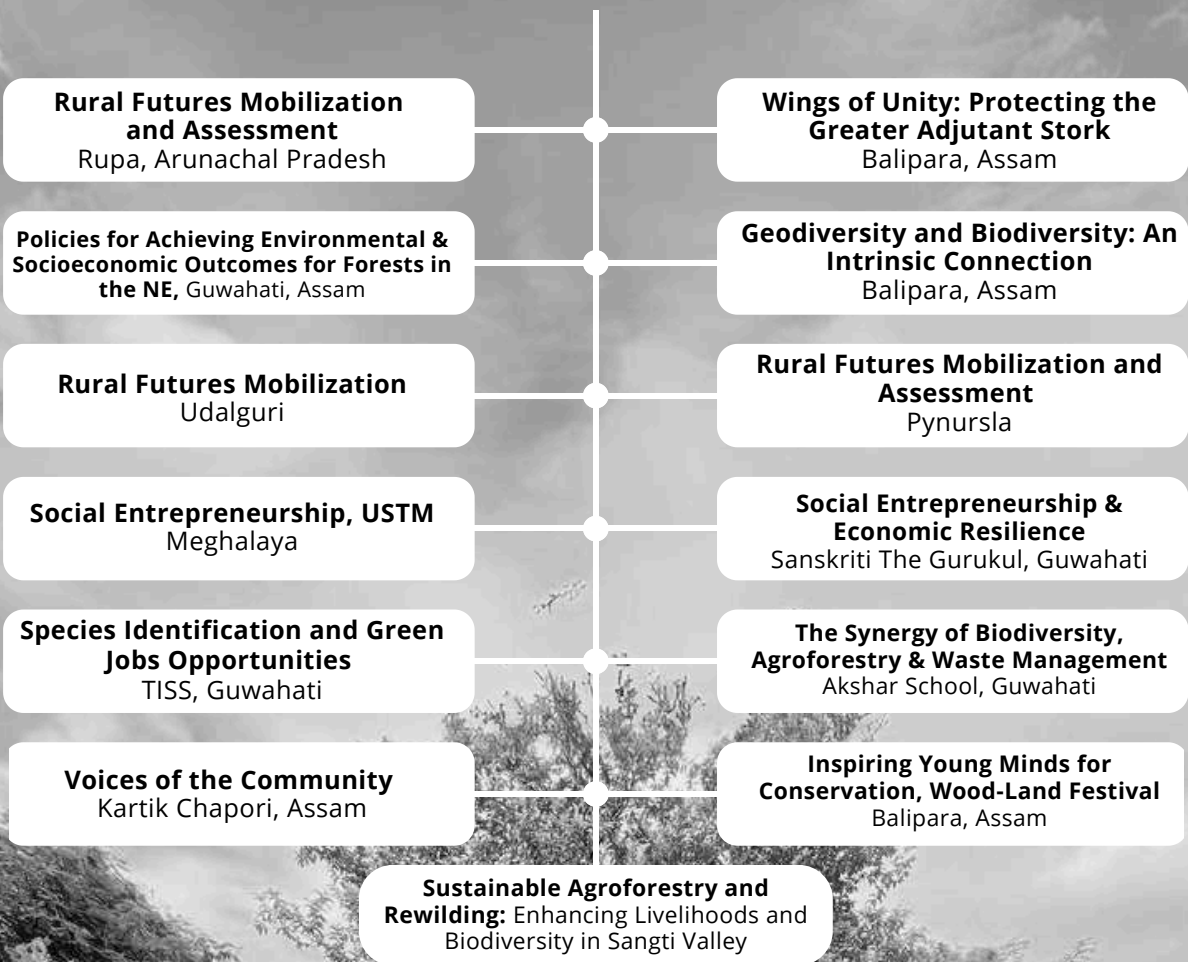 Rural Futures Mobilization
and Assessment
Rupa, Arunachal Pradesh
Wings of Unity: Protecting the
Greater Adjutant Stork
Balipara, Assam
Policies for Achieving Environmental &
Socioeconomic Outcomes for Forests in
the NE, Guwahati, Assam
Geodiversity and Biodiversity: An
Intrinsic Connection
Balipara, Assam
Rural Futures Mobilization
Udalguri
Rural Futures Mobilization and
Assessment
Pynursla
Social Entrepreneurship, USTM
Meghalaya
Social Entrepreneurship &
Economic Resilience
Sanskriti The Gurukul, Guwahati
Species Identification and Green
Jobs Opportunities
TISS, Guwahati
The Synergy of Biodiversity,
Agroforestry & Waste Management
Akshar School, Guwahati
Voices of the Community
Kartik Chapori, Assam
Inspiring Young Minds for
Conservation, Wood-Land Festival
Balipara, Assam
Sustainable Agroforestry and
Rewilding: Enhancing Livelihoods and
Biodiversity in Sangti Valley